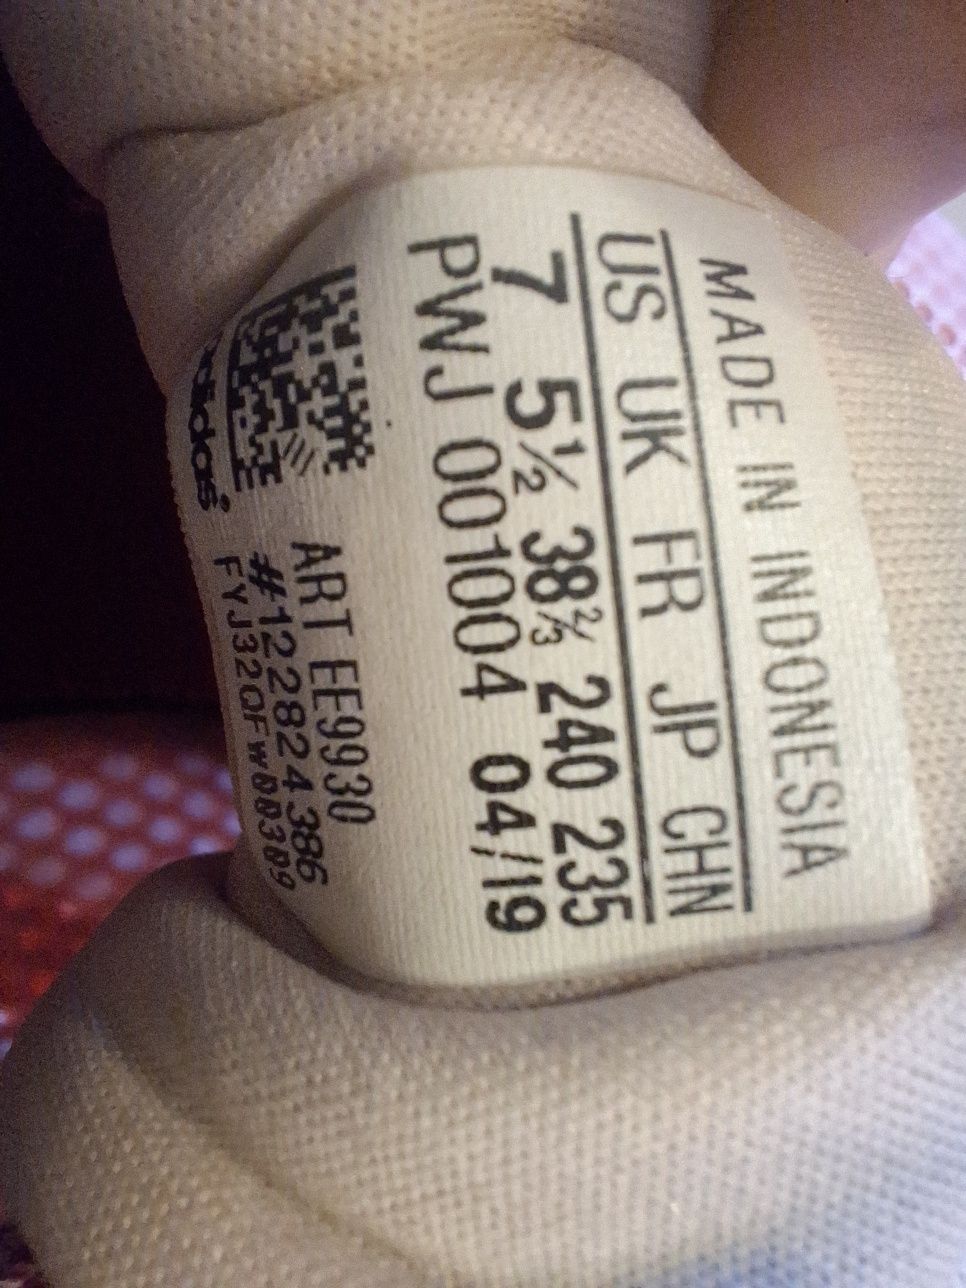 MADE IN INDONESIA
US UK FR JP CHN
7 5½ 38⅔ 240 235
PWJ 001004 04/19
ART EE9930
#122824386
FYJ32QFW00309
adidas®